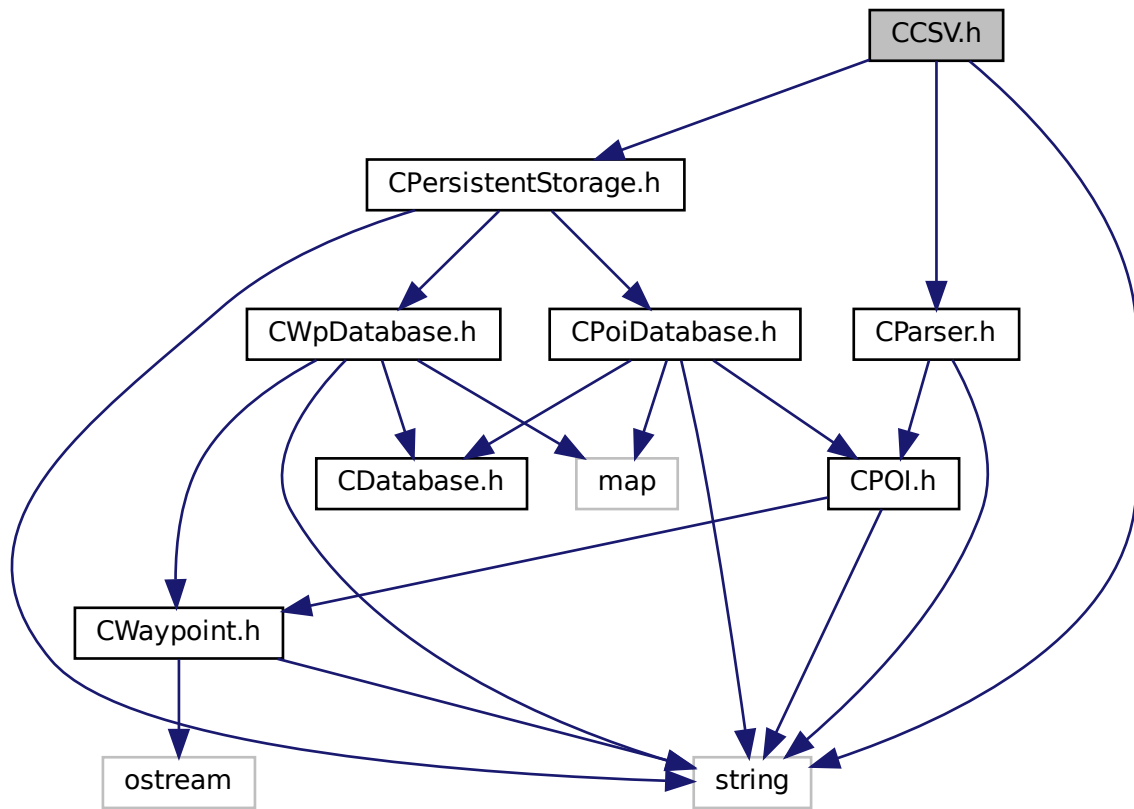 CCSV.h
CPersistentStorage.h
CWpDatabase.h
CPoiDatabase.h
CParser.h
CDatabase.h
map
CPOI.h
CWaypoint.h
ostream
string